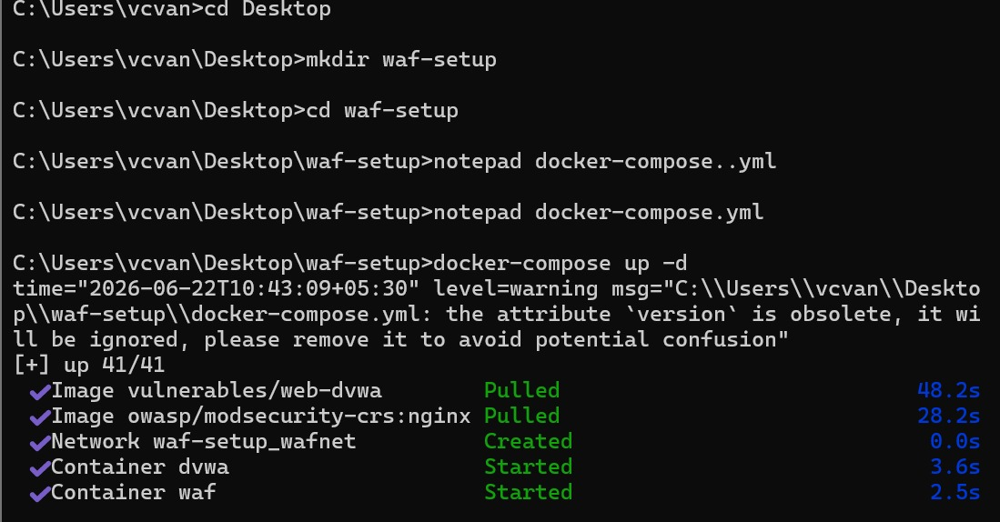 C:\Users\vcvan>cd Desktop
C:\Users\vcvan\Desktop>mkdir waf-setup
C:\Users\vcvan\Desktop>cd waf-setup
C:\Users\vcvan\Desktop\waf-setup>notepad docker-compose..yml
C:\Users\vcvan\Desktop\waf-setup>notepad docker-compose.yml
C:\Users\vcvan\Desktop\waf-setup>docker-compose up -d
time="2026-06-22T10:43:09+05:30" level=warning msg="C:\\Users\\vcvan\\Deskto
p\\waf-setup\\docker-compose.yml: the attribute `version` is obsolete, it wi
ll be ignored, please remove it to avoid potential confusion"
[+] up 41/41
✔Image vulnerables/web-dvwa Pulled 48.2s
✔Image owasp/modsecurity-crs:nginx Pulled 28.2s
✔Network waf-setup_wafnet Created 0.0s
✔Container dvwa Started 3.6s
✔Container waf Started 2.5s